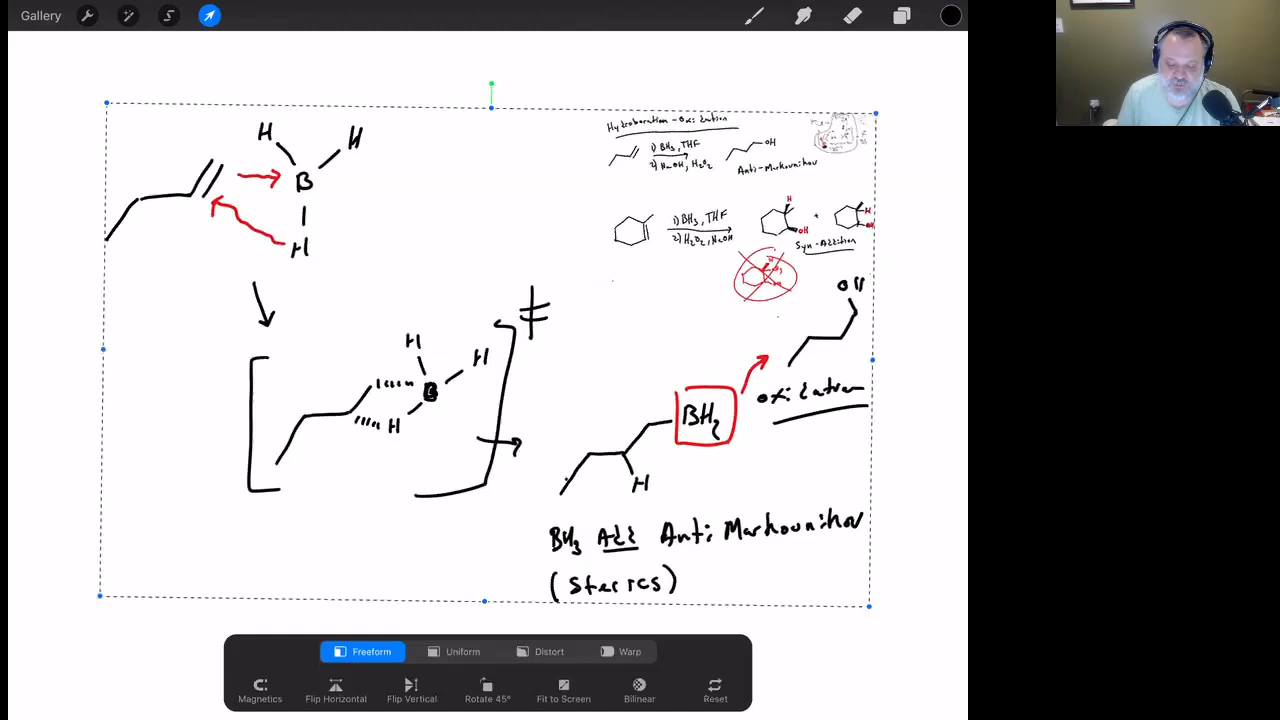 Gallery
Hydroboration - Oxidation
1) BH3, THF
2) NaOH, H2O2
OH
Anti-Markovnikov
1) BH3, THF
2) H2O2, NaOH
H
OH
+
H
OH
Syn-Addition
H
H
H
B
H
H
H
B
H
‡
BH2
H
OH
Oxidation
BH3 Add Anti Markovnikov
(Sterics)
Freeform
Uniform
Distort
Warp
Magnetics
Flip Horizontal
Flip Vertical
Rotate 45°
Fit to Screen
Bilinear
Reset